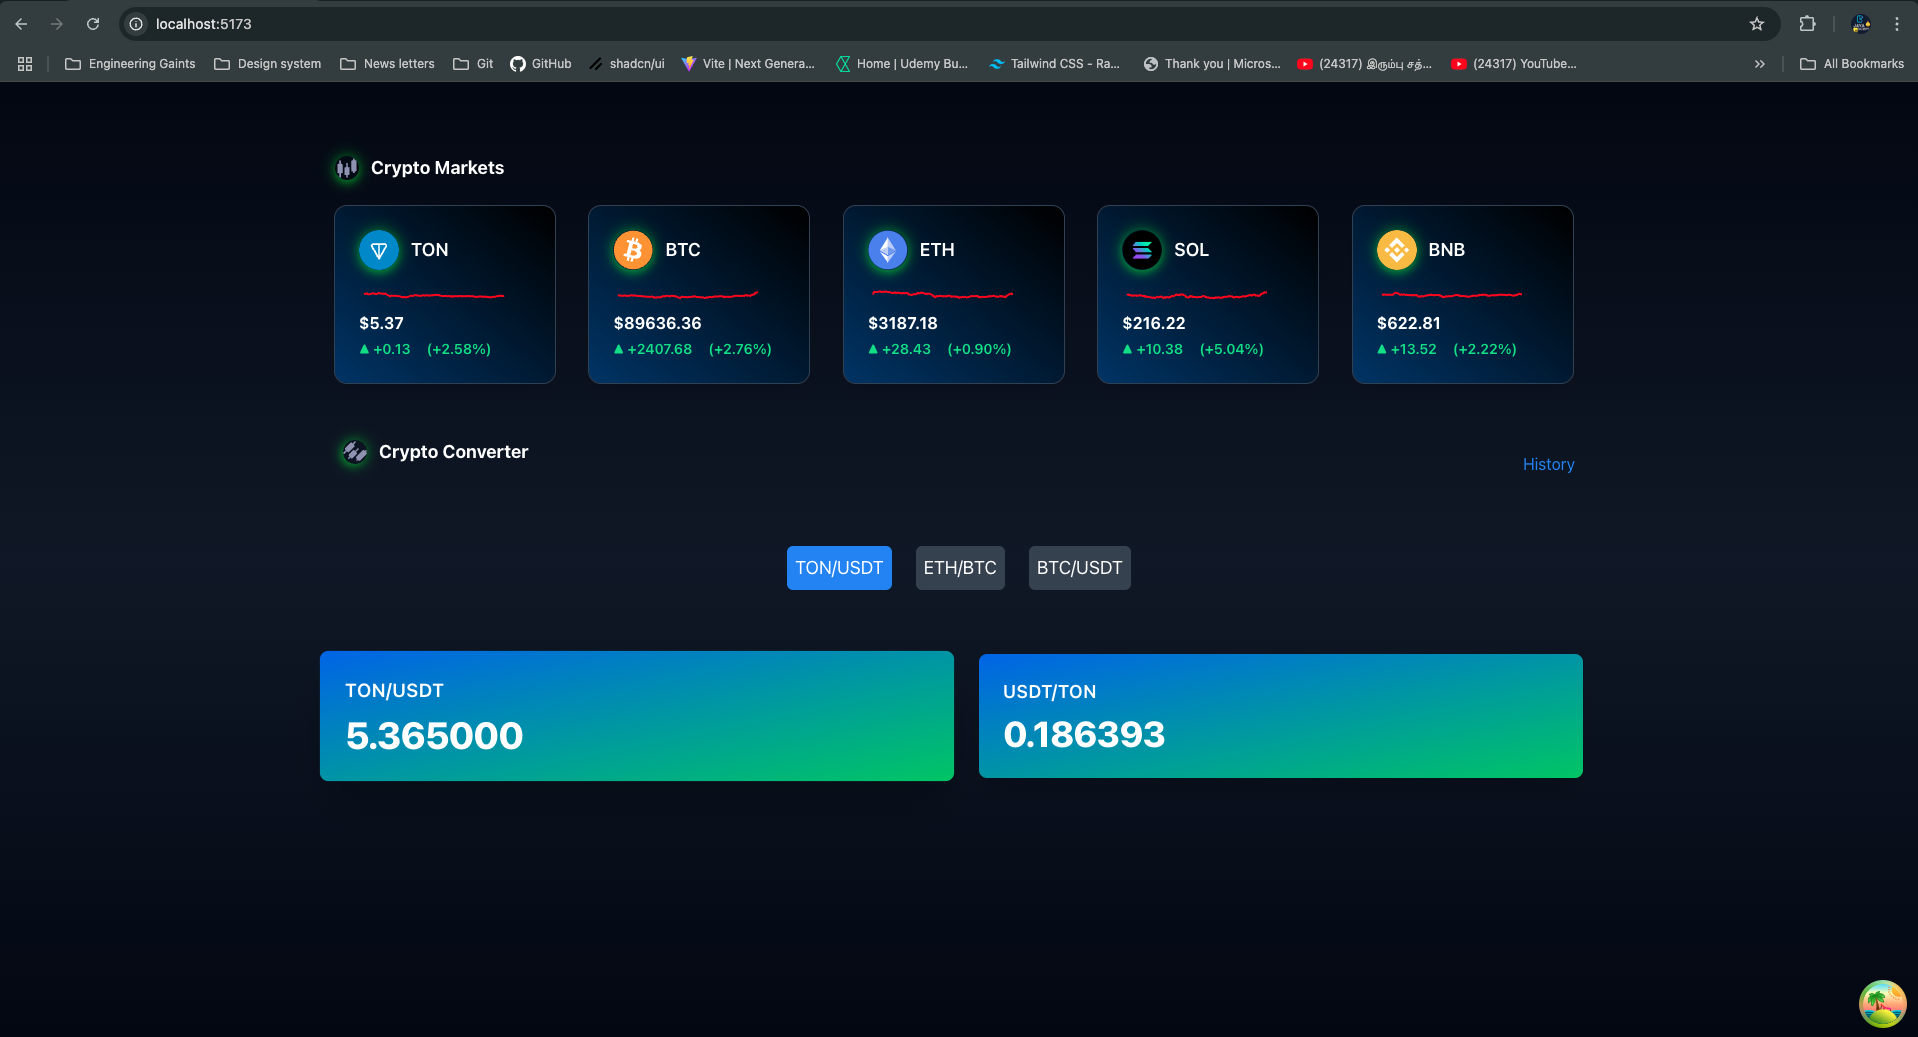 localhost:5173
Engineering Gaints Design system News letters Git GitHub shadcn/ui Vite | Next Genera... Home | Udemy Bu... Tailwind CSS - Ra... Thank you | Micros... (24317) இரும்பு சத்... (24317) YouTube... All Bookmarks
Crypto Markets
TON BTC ETH SOL BNB
$5.37 $89636.36 $3187.18 $216.22 $622.81
▲ +0.13 (+2.58%) ▲ +2407.68 (+2.76%) ▲ +28.43 (+0.90%) ▲ +10.38 (+5.04%) ▲ +13.52 (+2.22%)
Crypto Converter
History
TON/USDT ETH/BTC BTC/USDT
TON/USDT USDT/TON
5.365000 0.186393